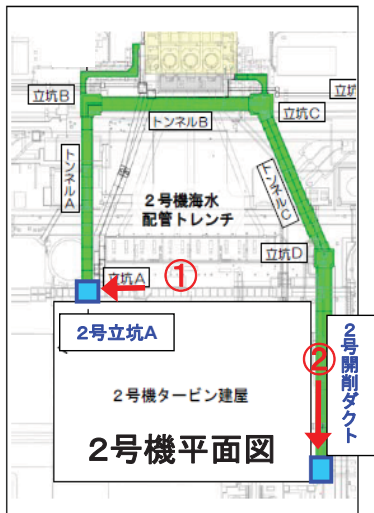 立坑B
立坑C
立坑
トンネルB
トンネルA
トンネルC
2号機海水
配管トレンチ
立坑D
立坑A
①
2号立坑A
②
2号開削ダクト
2号機タービン建屋
2号機平面図